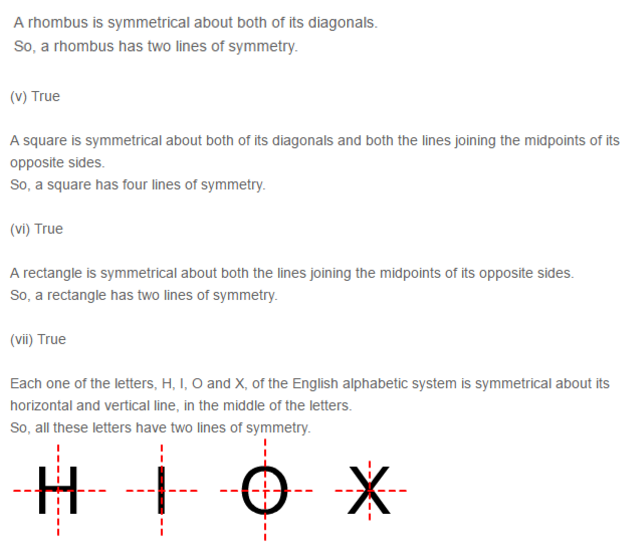 A rhombus is symmetrical about both of its diagonals.
So, a rhombus has two lines of symmetry.
(v) True
A square is symmetrical about both of its diagonals and both the lines joining the midpoints of its
opposite sides.
So, a square has four lines of symmetry.
(vi) True
A rectangle is symmetrical about both the lines joining the midpoints of its opposite sides.
So, a rectangle has two lines of symmetry.
(vii) True
Each one of the letters, H, I, O and X, of the English alphabetic system is symmetrical about its
horizontal and vertical line, in the middle of the letters.
So, all these letters have two lines of symmetry.
H I O X